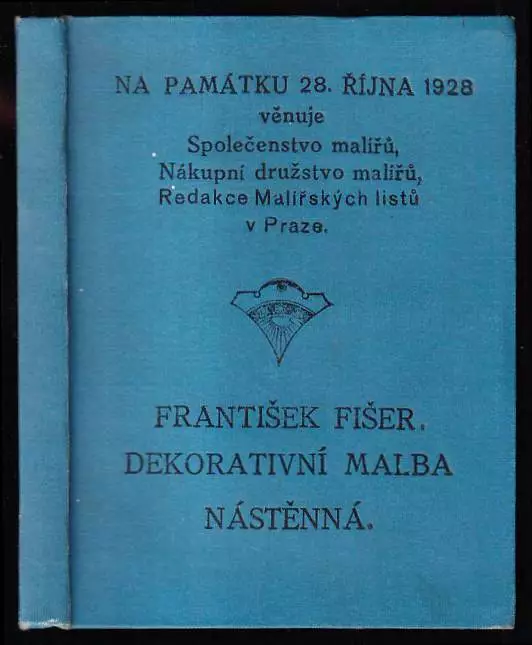 NA PAMÁTKU 28. ŘÍJNA 1928
věnuje
Společenstvo malířů,
Nákupní družstvo malířů,
Redakce Malířských listů
v Praze.
FRANTIŠEK FIŠER.
DEKORATIVNÍ MALBA
NÁSTĚNNÁ.